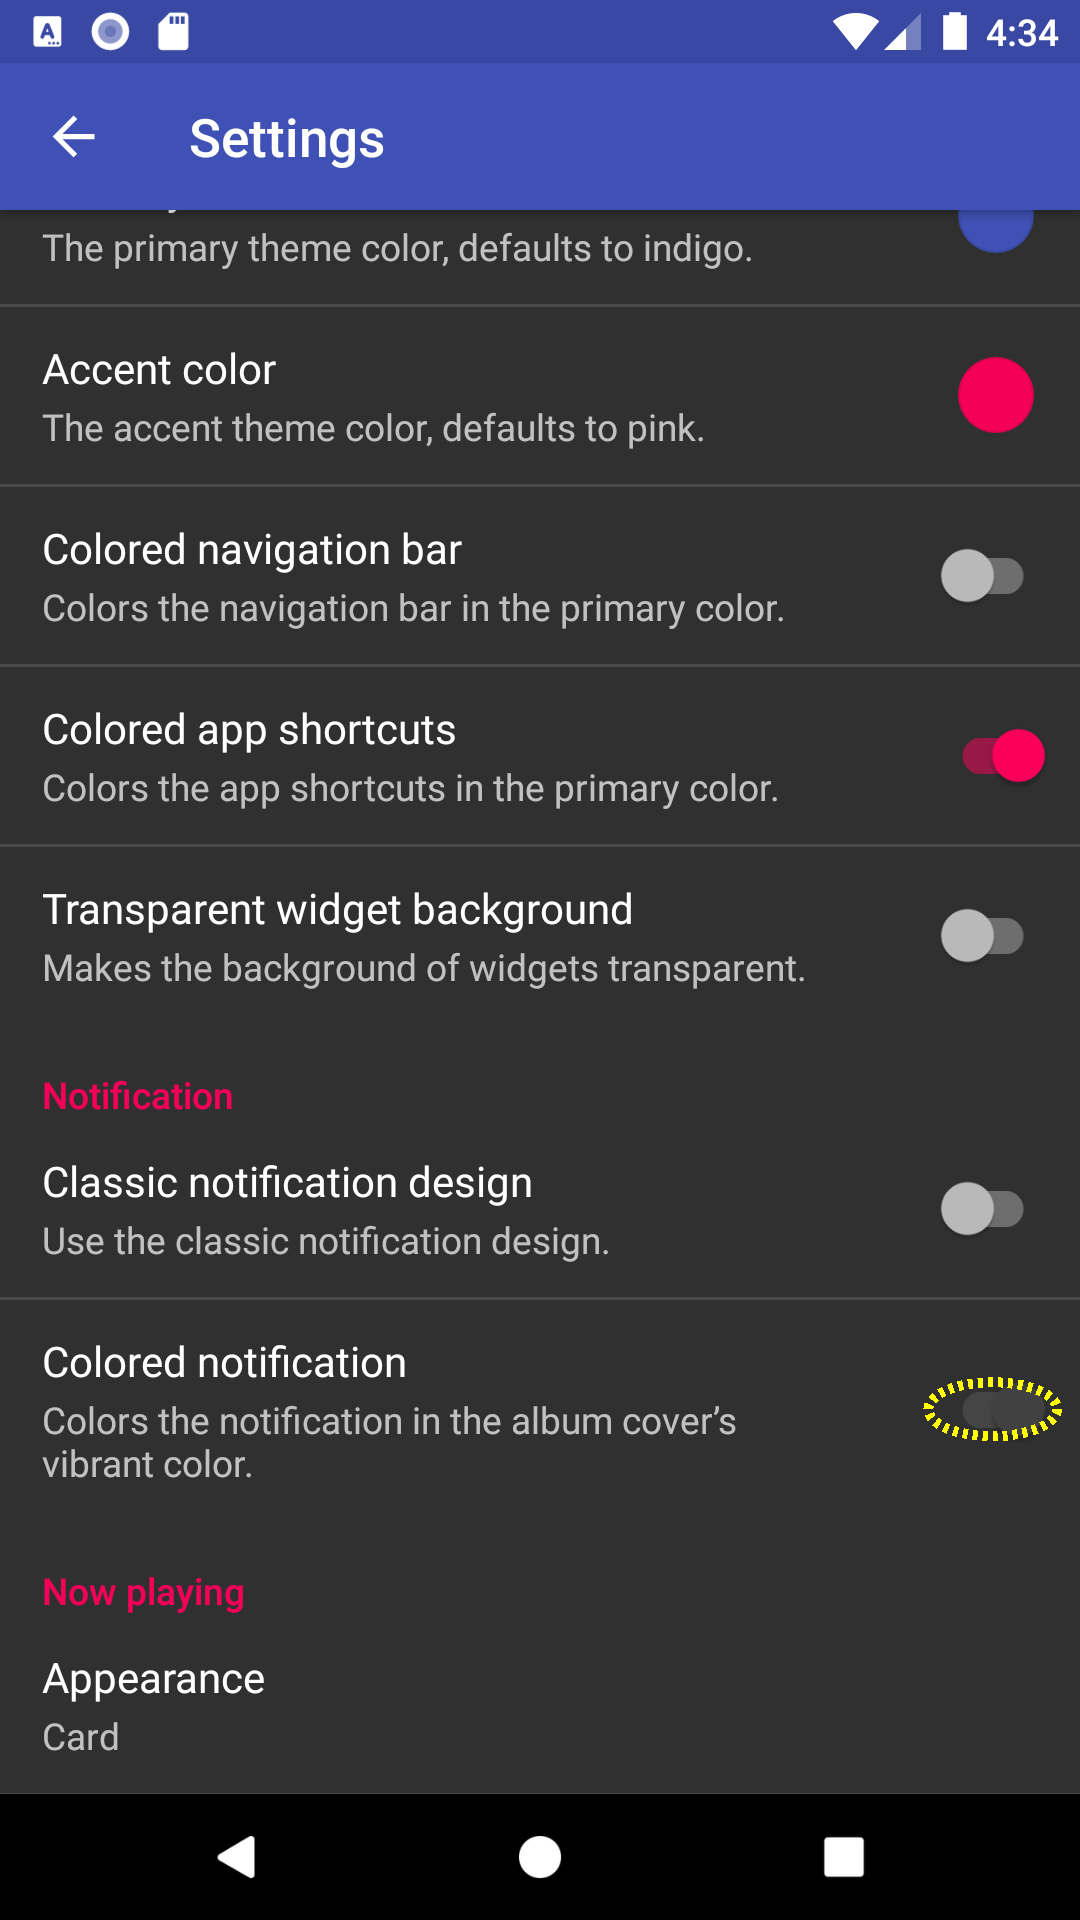 4:34
Settings
The primary theme color, defaults to indigo.
Accent color
The accent theme color, defaults to pink.
Colored navigation bar
Colors the navigation bar in the primary color.
Colored app shortcuts
Colors the app shortcuts in the primary color.
Transparent widget background
Makes the background of widgets transparent.
Notification
Classic notification design
Use the classic notification design.
Colored notification
Colors the notification in the album cover’s
vibrant color.
Now playing
Appearance
Card